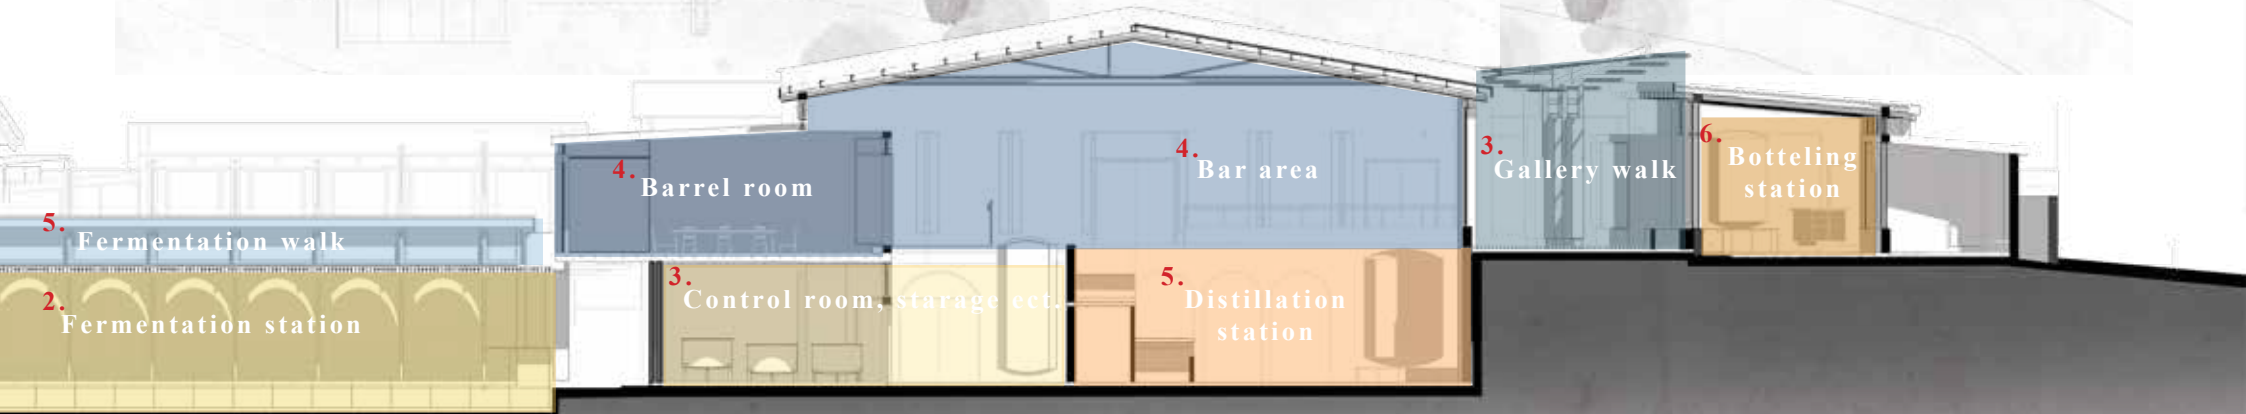 5.
Fermentation walk
2.
Fermentation station
4.
Barrel room
3.
Control room, starage ect.
4.
Bar area
5.
Distillation
station
3.
Gallery walk
6.
Botteling
station